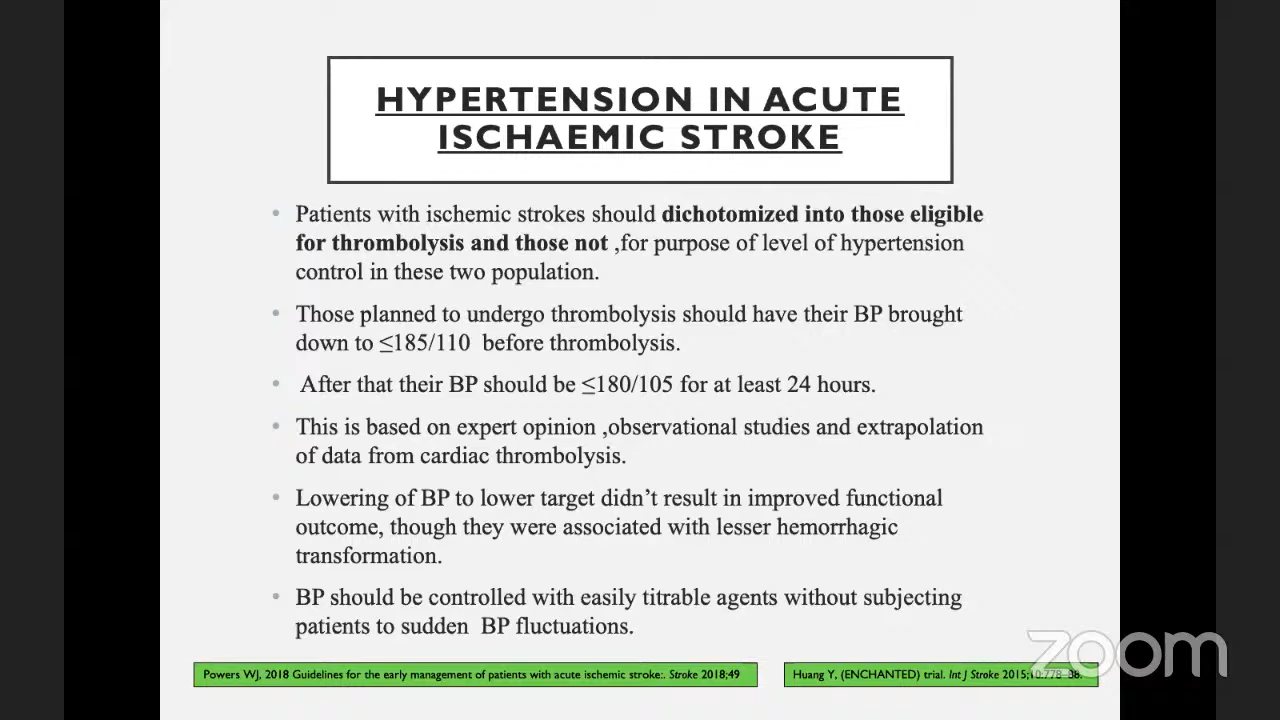 HYPERTENSION IN ACUTE
ISCHAEMIC STROKE
• Patients with ischemic strokes should dichotomized into those eligible
for thrombolysis and those not ,for purpose of level of hypertension
control in these two population.
• Those planned to undergo thrombolysis should have their BP brought
down to ≤185/110 before thrombolysis.
• After that their BP should be ≤180/105 for at least 24 hours.
• This is based on expert opinion ,observational studies and extrapolation
of data from cardiac thrombolysis.
• Lowering of BP to lower target didn’t result in improved functional
outcome, though they were associated with lesser hemorrhagic
transformation.
• BP should be controlled with easily titrable agents without subjecting
patients to sudden BP fluctuations.
Powers WJ, 2018 Guidelines for the early management of patients with acute ischemic stroke:. Stroke 2018;49
Huang Y, (ENCHANTED) trial. Int J Stroke 2015;
zoom